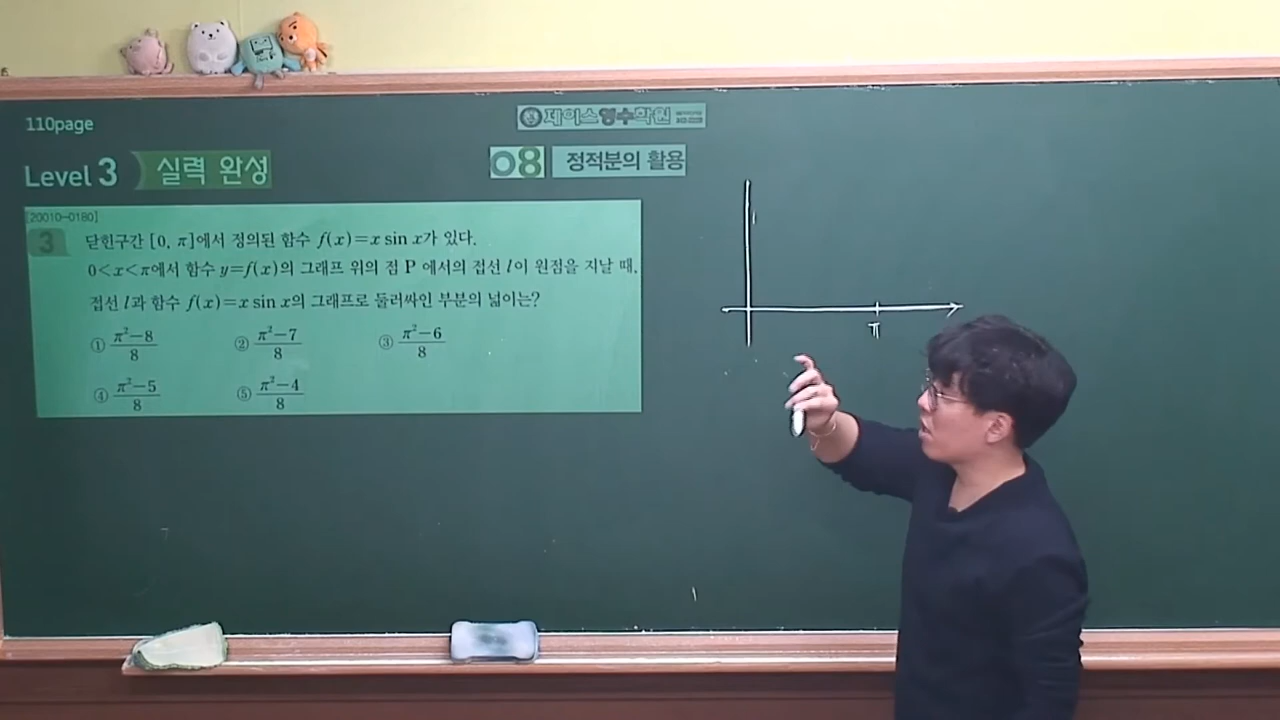 110page
제이스영수학원
Level 3 실력 완성
08 정적분의 활용
[20010-0180]
3 닫힌구간 [0, π]에서 정의된 함수 f(x)=x sin x가 있다.
0<x<π에서 함수 y=f(x)의 그래프 위의 점 P에서의 접선 l이 원점을 지날 때,
접선 l과 함수 f(x)=x sin x의 그래프로 둘러싸인 부분의 넓이는?
① (π²-8)/8 ② (π²-7)/8 ③ (π²-6)/8
④ (π²-5)/8 ⑤ (π²-4)/8
π